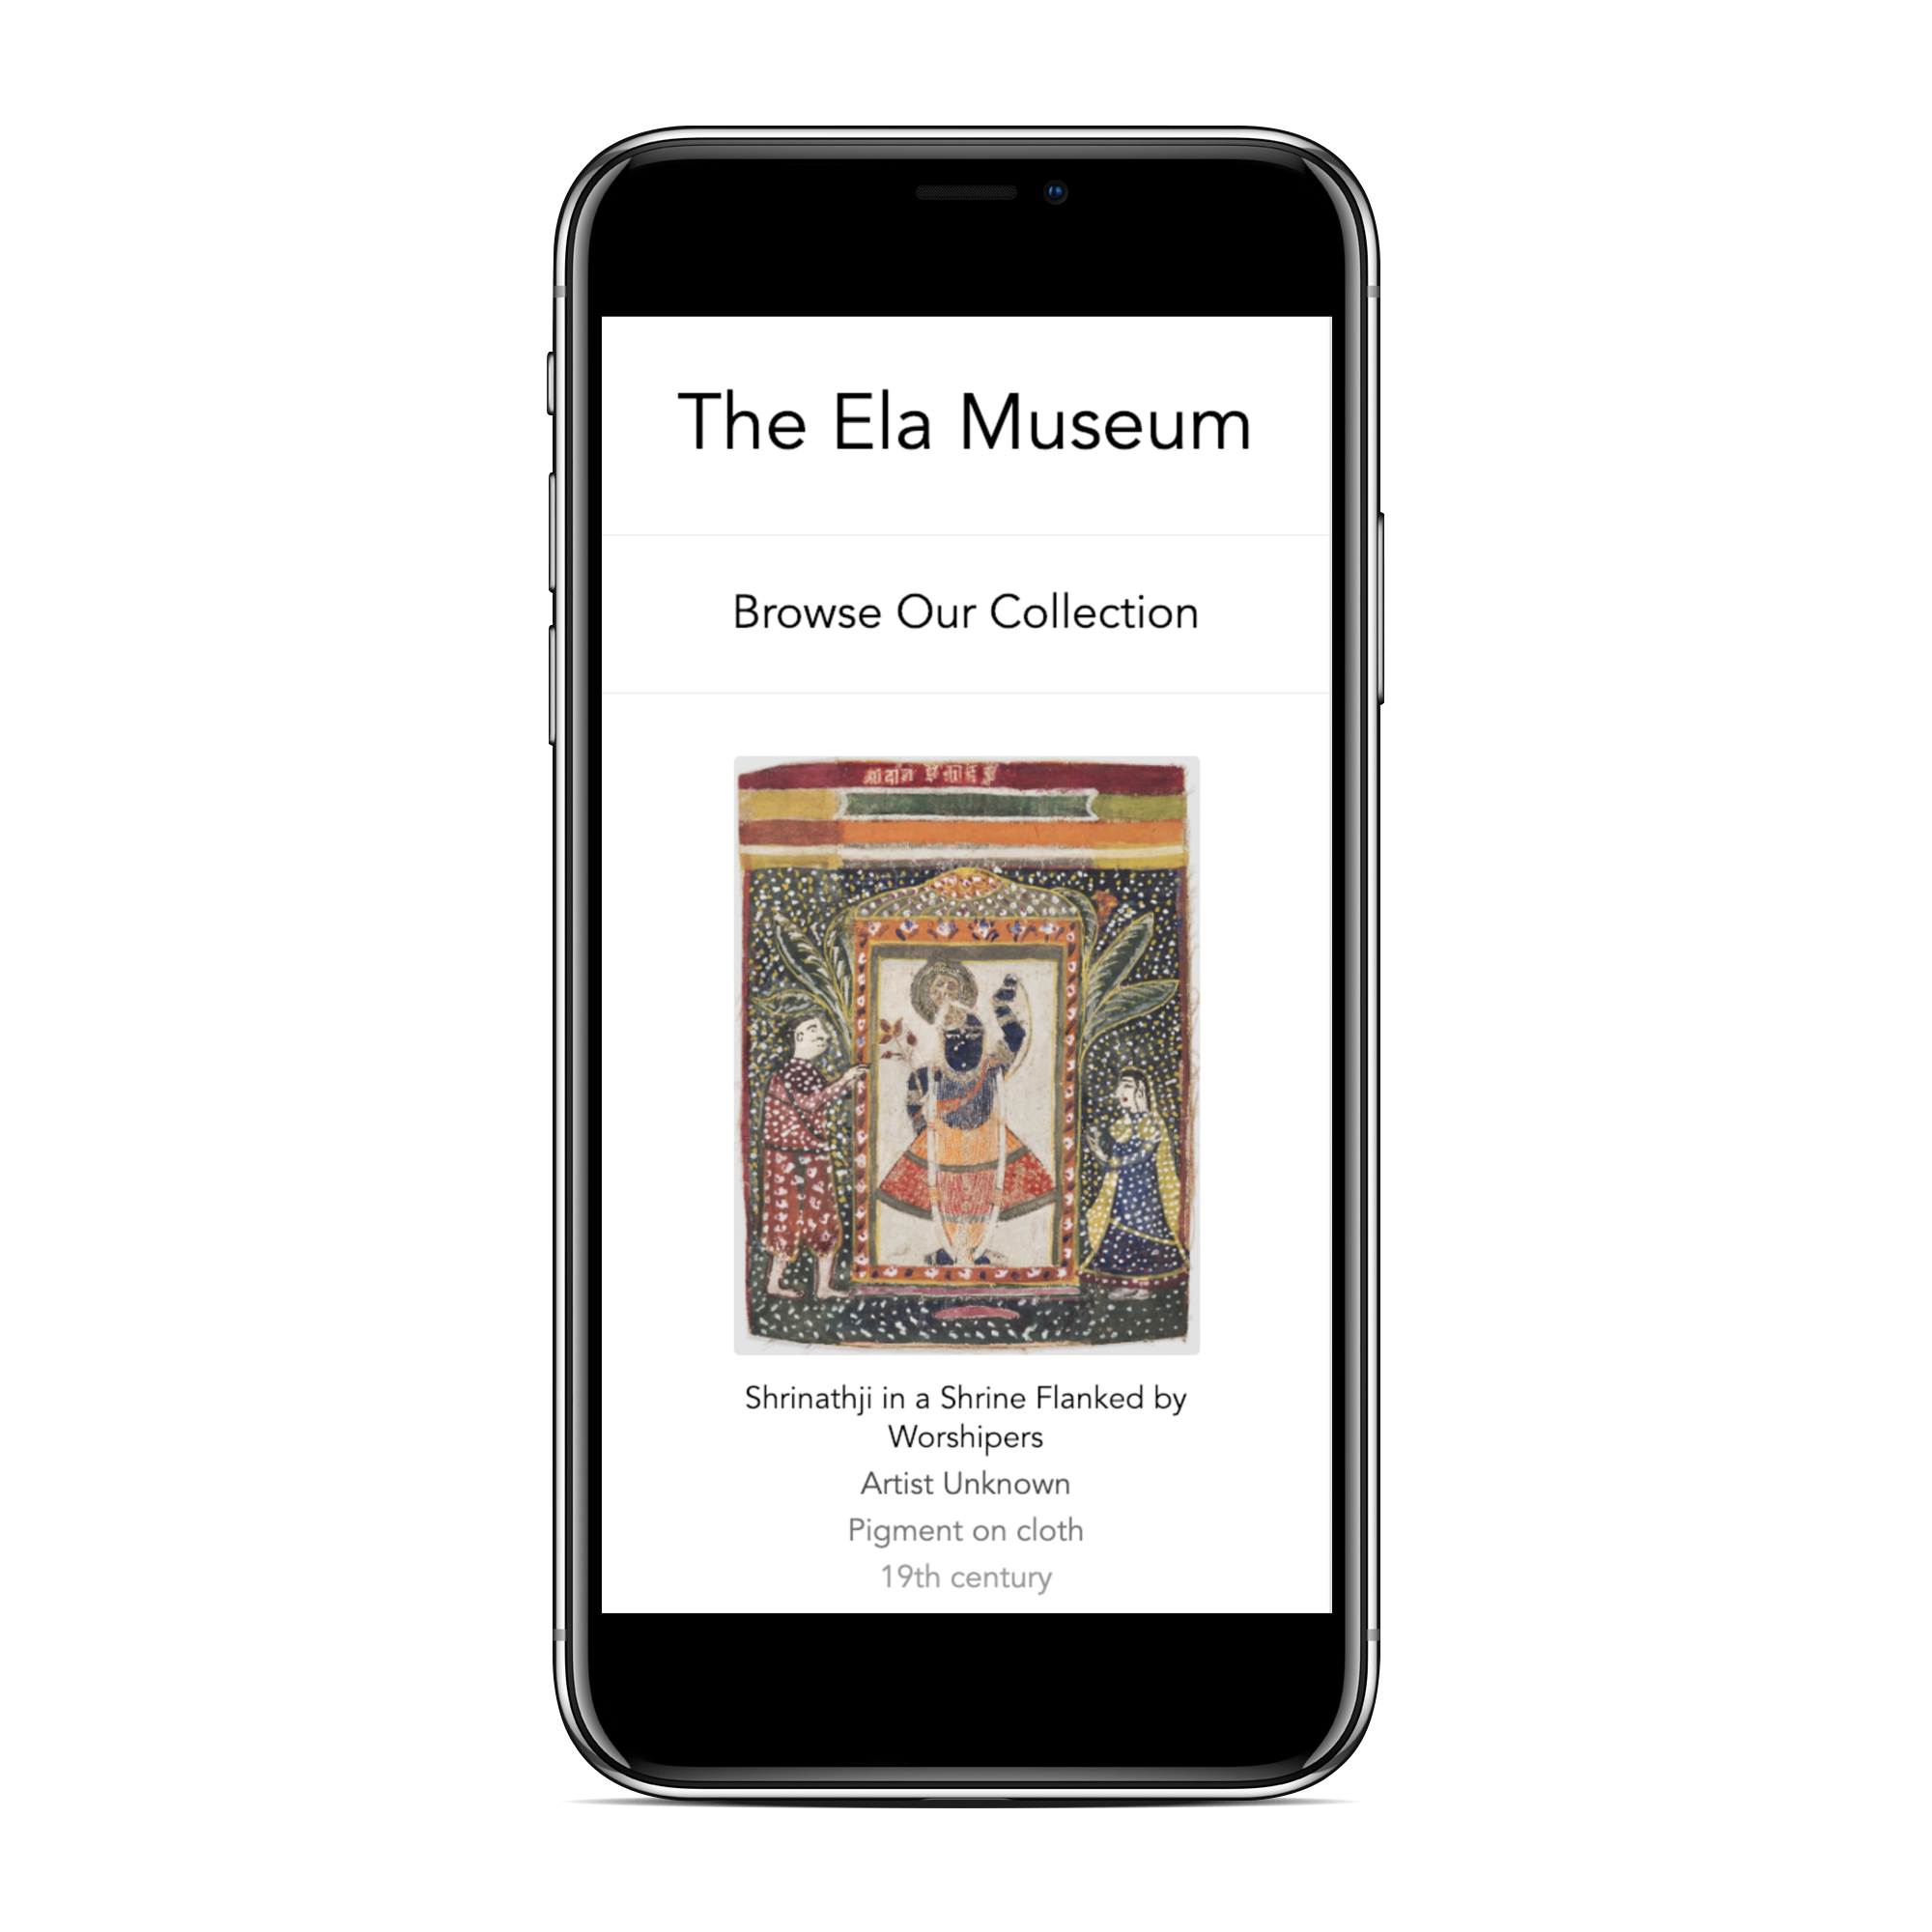 The Ela Museum
Browse Our Collection
Shrinathji in a Shrine Flanked by
Worshipers
Artist Unknown
Pigment on cloth
19th century